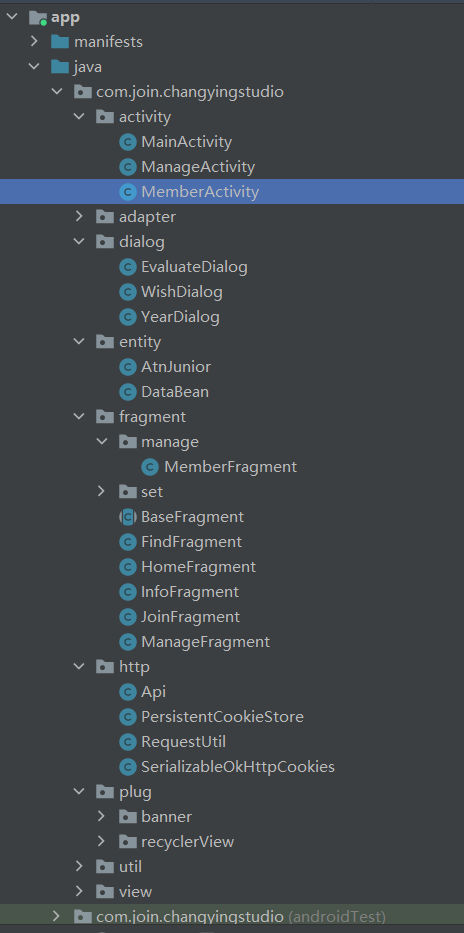 app
manifests
java
com.join.changyingstudio
activity
MainActivity
ManageActivity
MemberActivity
adapter
dialog
EvaluateDialog
WishDialog
YearDialog
entity
AtnJunior
DataBean
fragment
manage
MemberFragment
set
BaseFragment
FindFragment
HomeFragment
InfoFragment
JoinFragment
ManageFragment
http
Api
PersistentCookieStore
RequestUtil
SerializableOkHttpCookies
plug
banner
recyclerView
util
view
com.join.changyingstudio (androidTest)